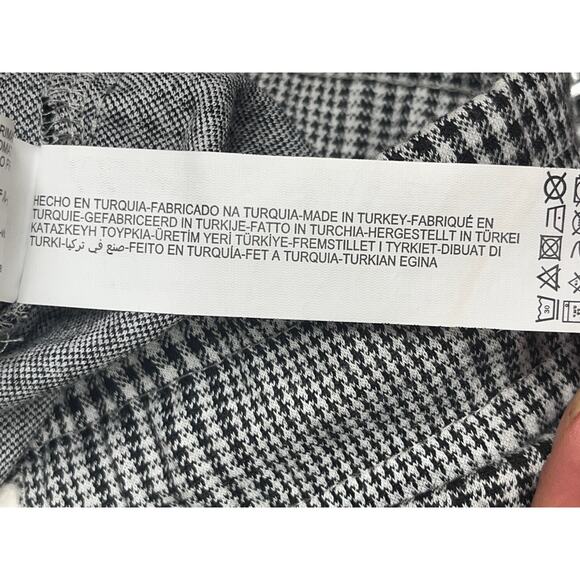 HECHO EN TURQUIA-FABRICADO NA TURQUIA-MADE IN TURKEY-FABRIQUÉ EN
TURQUIE-GEFABRICEERD IN TURKIJE-FATTO IN TURCHIA-HERGESTELLT IN TÜRKEI
ΚΑΤΑΣΚΕΥΗ ΤΟΥΡΚΙΑ-ÜRETİM YERİ TÜRKİYE-FREMSTILLET I TYRKIET-DIBUAT DI
TURKI-صنع في تركيا-FEITO EN TURQUÍA-FET A TURQUIA-TURKIAN EGINA